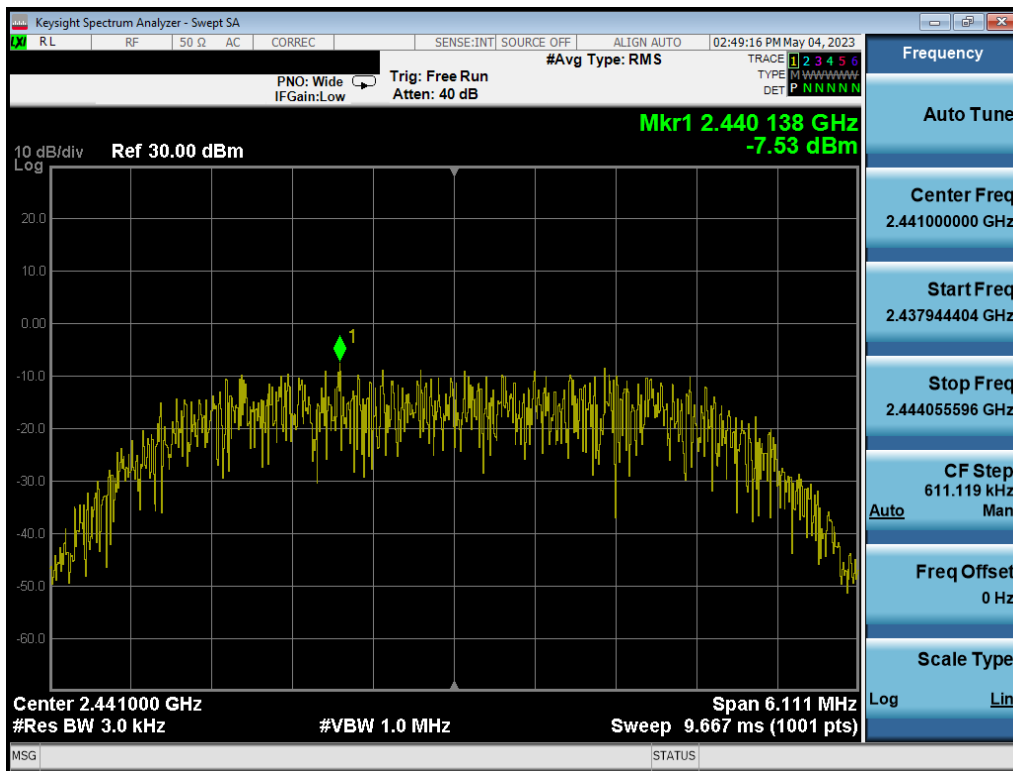 Keysight Spectrum Analyzer - Swept SA
LXI RL RF 50 Ω AC CORREC SENSE:INT SOURCE OFF ALIGN AUTO 02:49:16 PM May 04, 2023
#Avg Type: RMS
TRACE 1 2 3 4 5 6
PNO: Wide Trig: Free Run TYPE M W W W W W
IFGain:Low Atten: 40 dB DET P N N N N N
Mkr1 2.440 138 GHz
-7.53 dBm
10 dB/div Ref 30.00 dBm
Log
20.0
10.0
0.00
1
-10.0
-20.0
-30.0
-40.0
-50.0
-60.0
Center 2.441000 GHz Span 6.111 MHz
#Res BW 3.0 kHz #VBW 1.0 MHz Sweep 9.667 ms (1001 pts)
MSG STATUS
Frequency
Auto Tune
Center Freq
2.441000000 GHz
Start Freq
2.437944404 GHz
Stop Freq
2.444055596 GHz
CF Step
611.119 kHz
Auto Man
Freq Offset
0 Hz
Scale Type
Log Lin